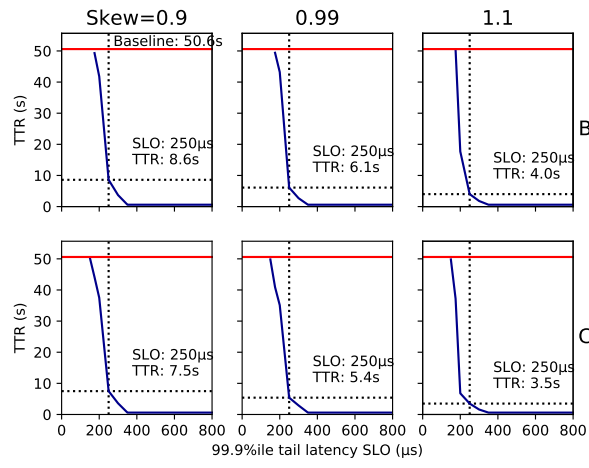 Skew=0.9 0.99 1.1
Baseline: 50.6s
50
40
30
20
10
0
TTR (s)
SLO: 250µs
TTR: 8.6s
SLO: 250µs
TTR: 6.1s
SLO: 250µs
TTR: 4.0s
B
50
40
30
20
10
0
TTR (s)
SLO: 250µs
TTR: 7.5s
SLO: 250µs
TTR: 5.4s
SLO: 250µs
TTR: 3.5s
C
0 200 400 600 800 0 200 400 600 800 0 200 400 600 800
99.9%ile tail latency SLO (µs)